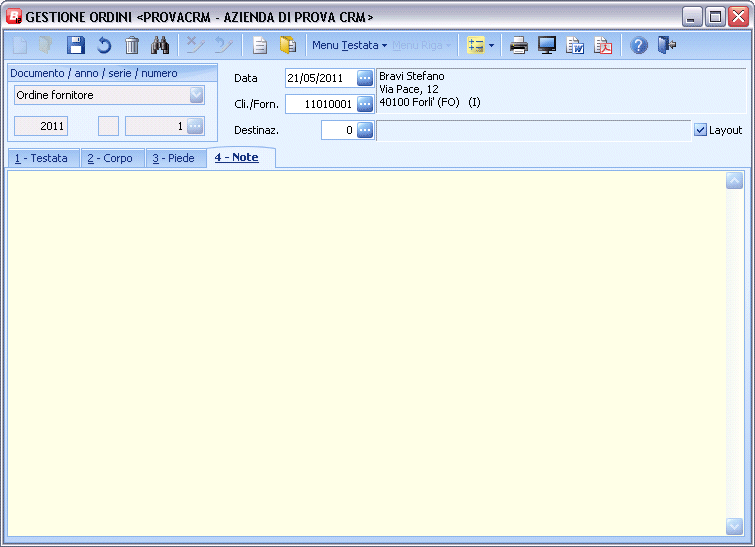 GESTIONE ORDINI <PROVACRM - AZIENDA DI PROVA CRM>
Menu Testata
Menu Riga
Documento / anno / serie / numero
Ordine fornitore
2011
1
Data
21/05/2011
Cli./Forn.
11010001
Destinaz.
0
Bravi Stefano
Via Pace, 12
40100 Forli' (FO) (I)
Layout
1 - Testata
2 - Corpo
3 - Piede
4 - Note